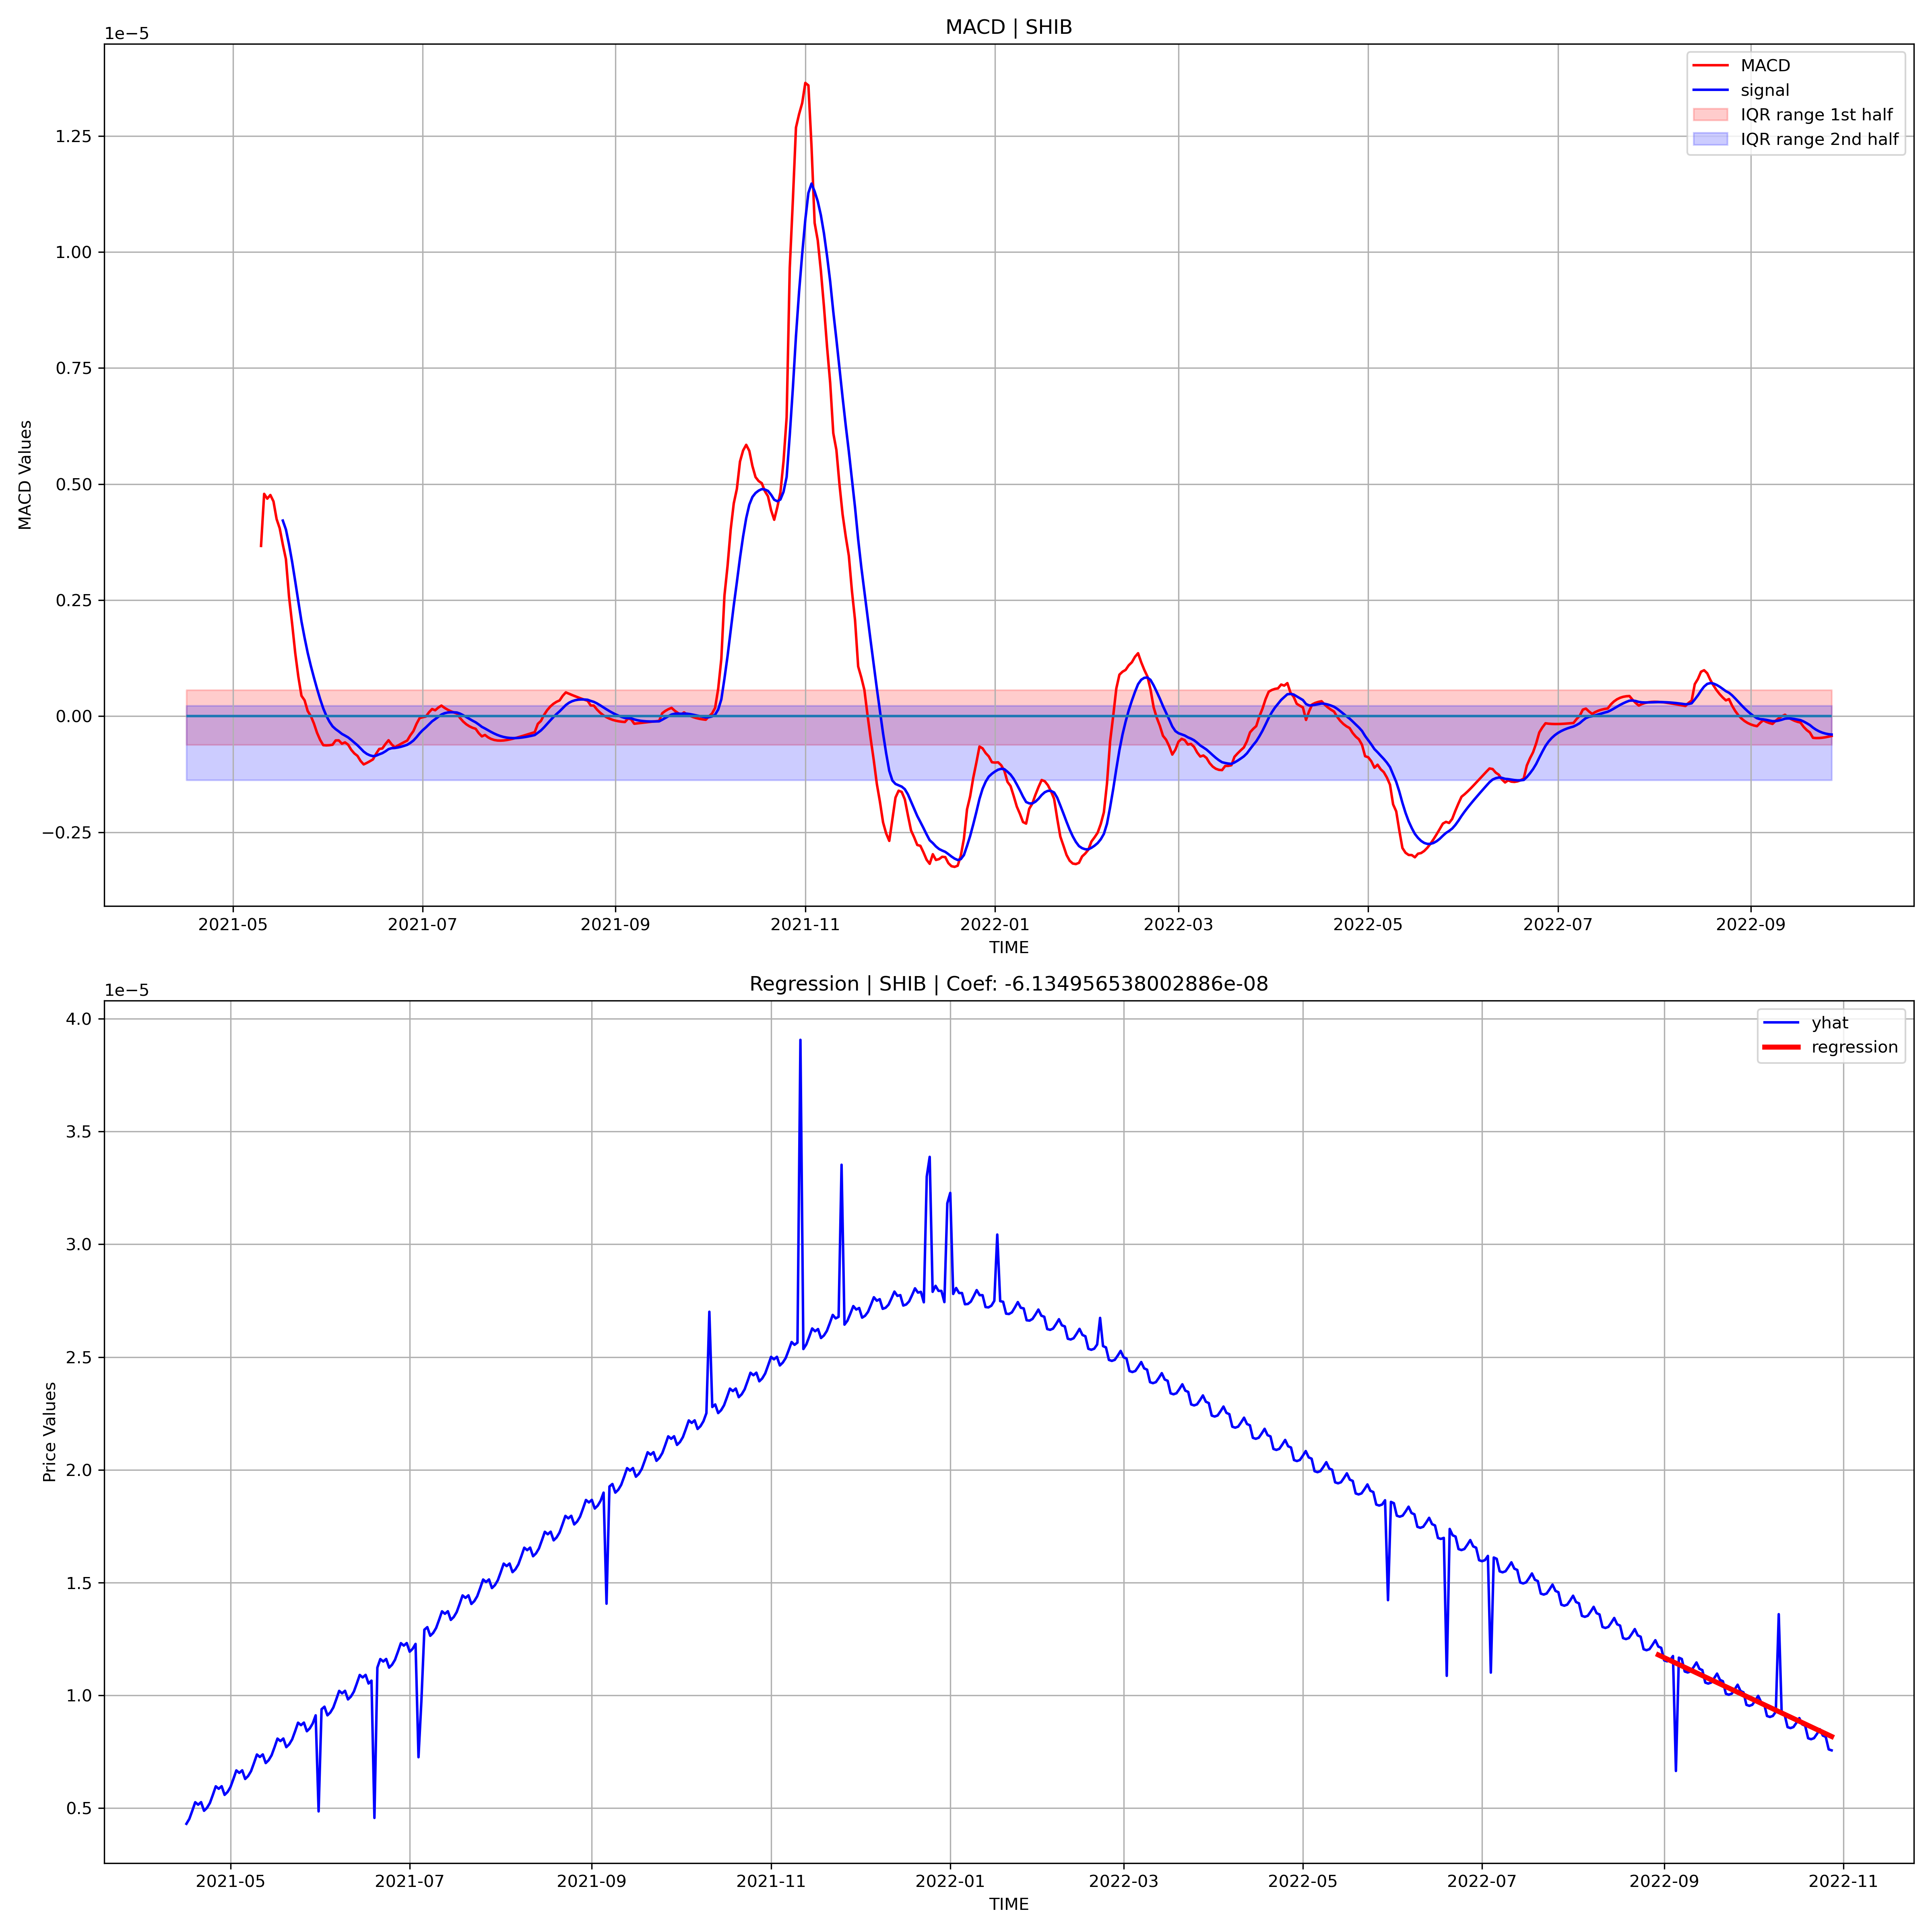 MACD | SHIB
1e−5
MACD
signal
IQR range 1st half
IQR range 2nd half
1.25
1.00
0.75
0.50
0.25
0.00
−0.25
MACD Values
2021-05 2021-07 2021-09 2021-11 2022-01 2022-03 2022-05 2022-07 2022-09
TIME
Regression | SHIB | Coef: -6.134956538002886e-08
1e−5
yhat
regression
4.0
3.5
3.0
2.5
2.0
1.5
1.0
0.5
Price Values
2021-05 2021-07 2021-09 2021-11 2022-01 2022-03 2022-05 2022-07 2022-09 2022-11
TIME